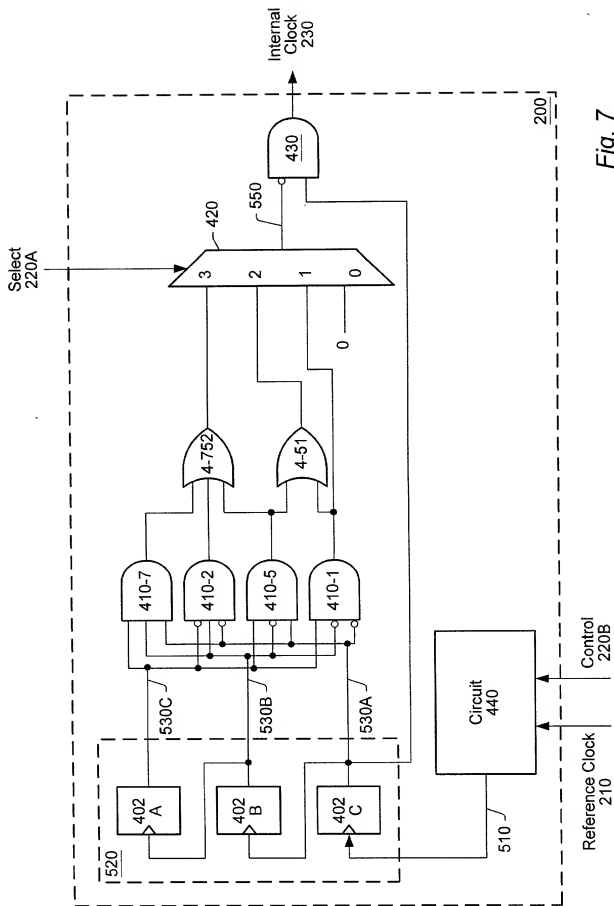 Select
220A
Internal
Clock
230
200
430
550
420
3
2
1
0
0
4-752
4-51
410-7
410-2
410-5
410-1
530C
530B
530A
520
402
A
402
B
402
C
Circuit
440
510
Reference Clock
210
Control
220B
Fig. 7